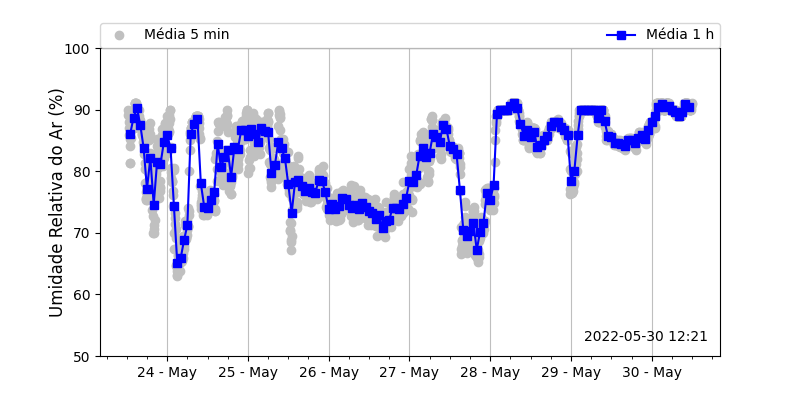 Média 5 min
Média 1 h
Umidade Relativa do Ar (%)
100
90
80
70
60
50
2022-05-30 12:21
24 - May
25 - May
26 - May
27 - May
28 - May
29 - May
30 - May